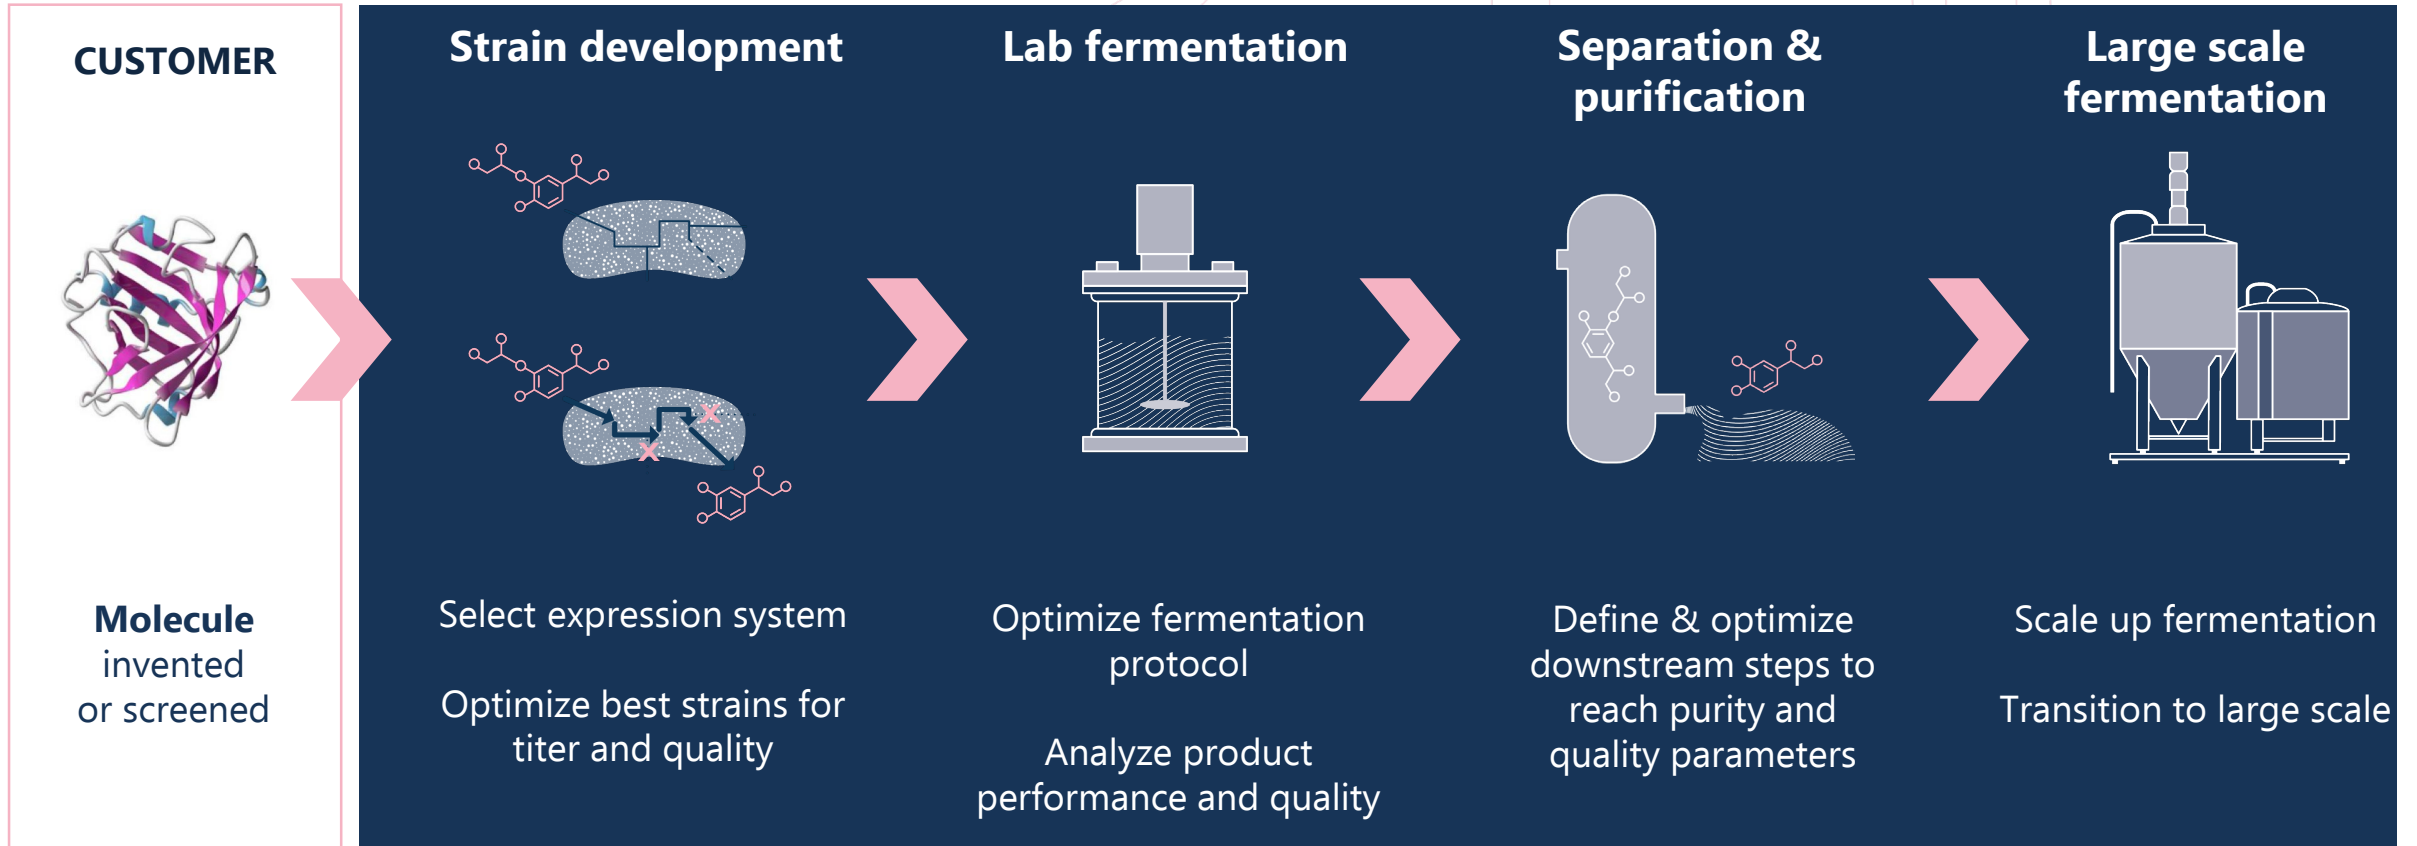 CUSTOMER
Molecule
invented
or screened
Strain development
Select expression system
Optimize best strains for
titer and quality
Lab fermentation
Optimize fermentation
protocol
Analyze product
performance and quality
Separation &
purification
Define & optimize
downstream steps to
reach purity and
quality parameters
Large scale
fermentation
Scale up fermentation
Transition to large scale